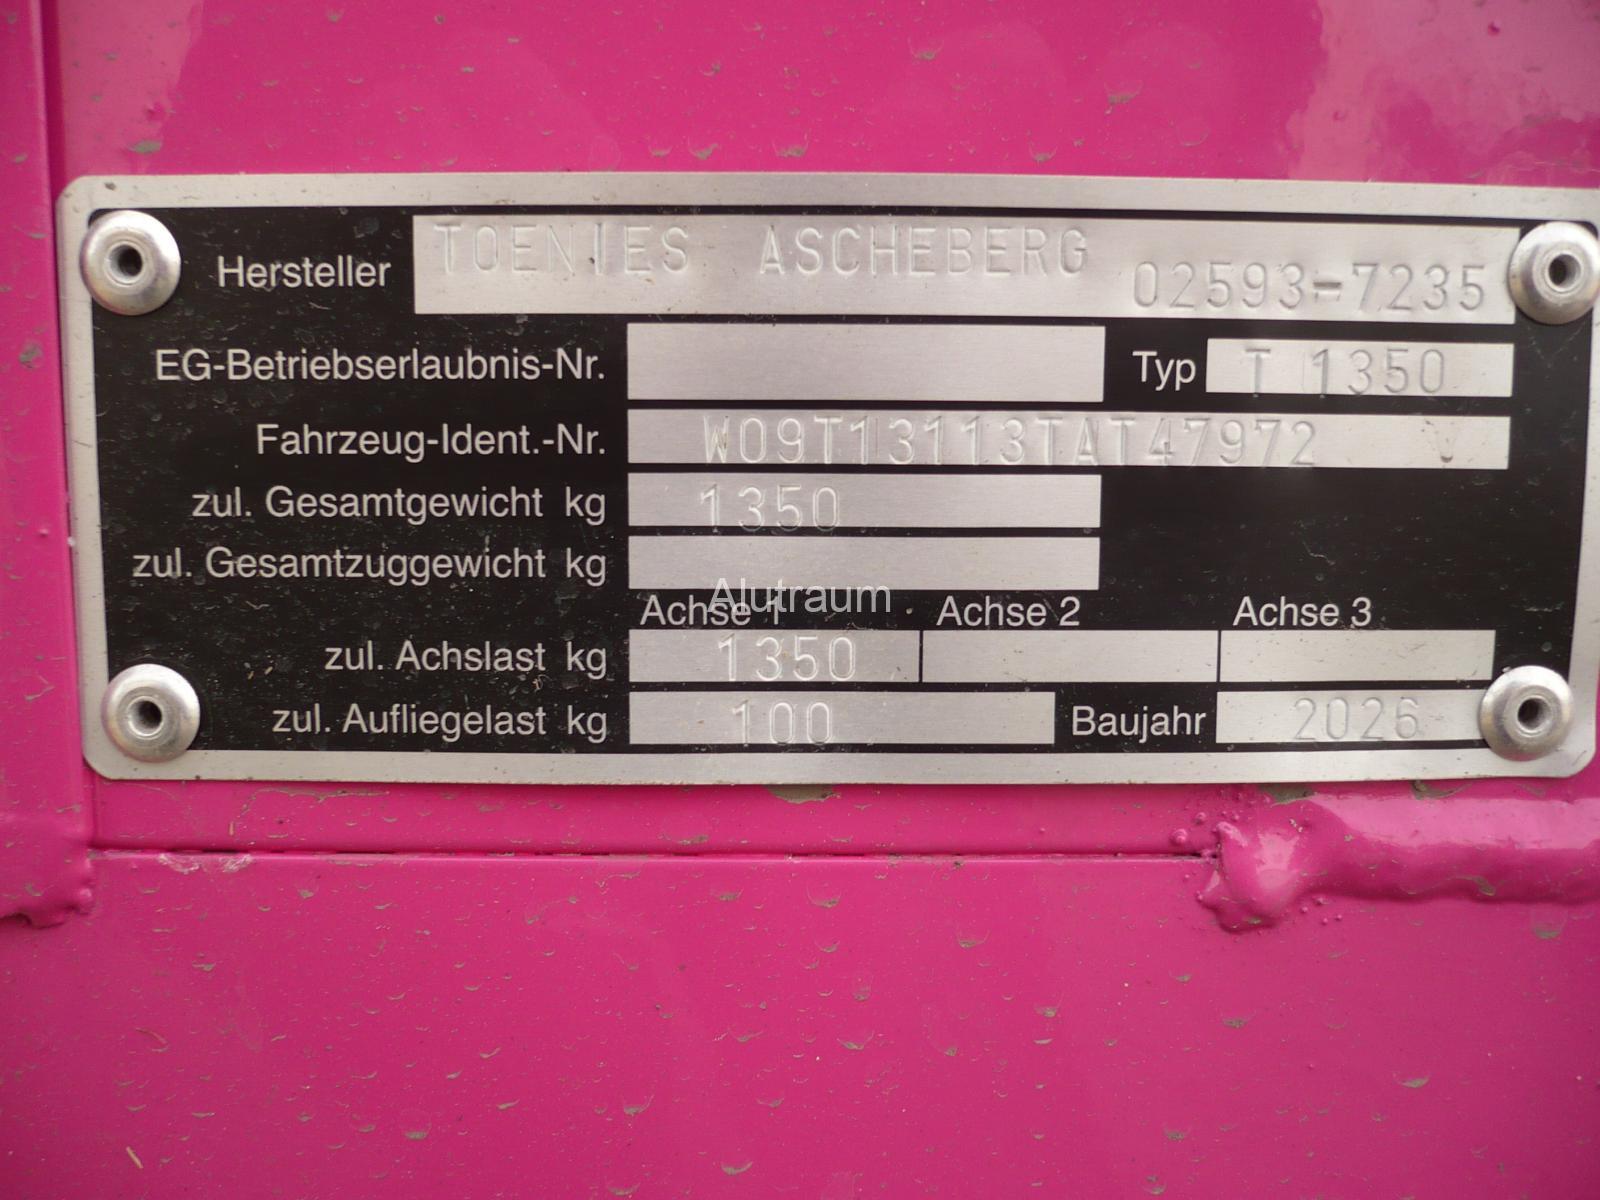 Hersteller TOENIES ASCHEBERG 02593-7235
EG-Betriebserlaubnis-Nr. Typ T 1350
Fahrzeug-Ident.-Nr. W09T13113TAT47972 V
zul. Gesamtgewicht kg 1350
zul. Gesamtzuggewicht kg
Alutraum
Achse 1 Achse 2 Achse 3
zul. Achslast kg 1350
zul. Aufliegelast kg 100 Baujahr 2026